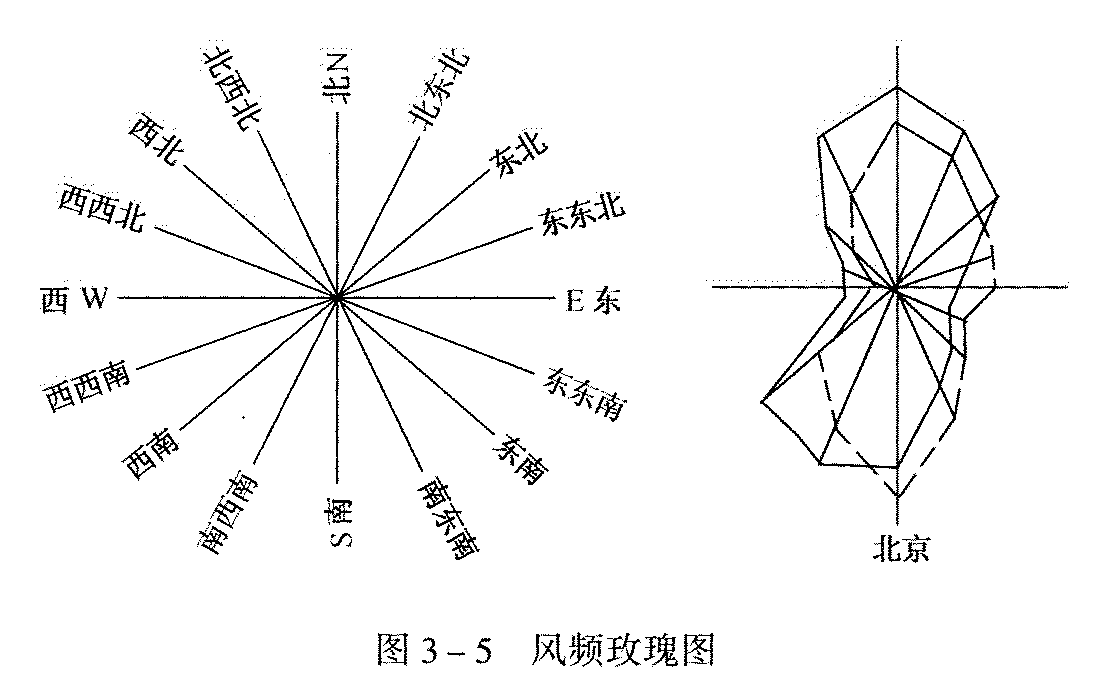 北N
北东北
东北
东东北
E 东
东东南
东南
南东南
S南
南西南
西南
西西南
西 W
西西北
西北
北西北
北京
图 3－5 风频玫瑰图